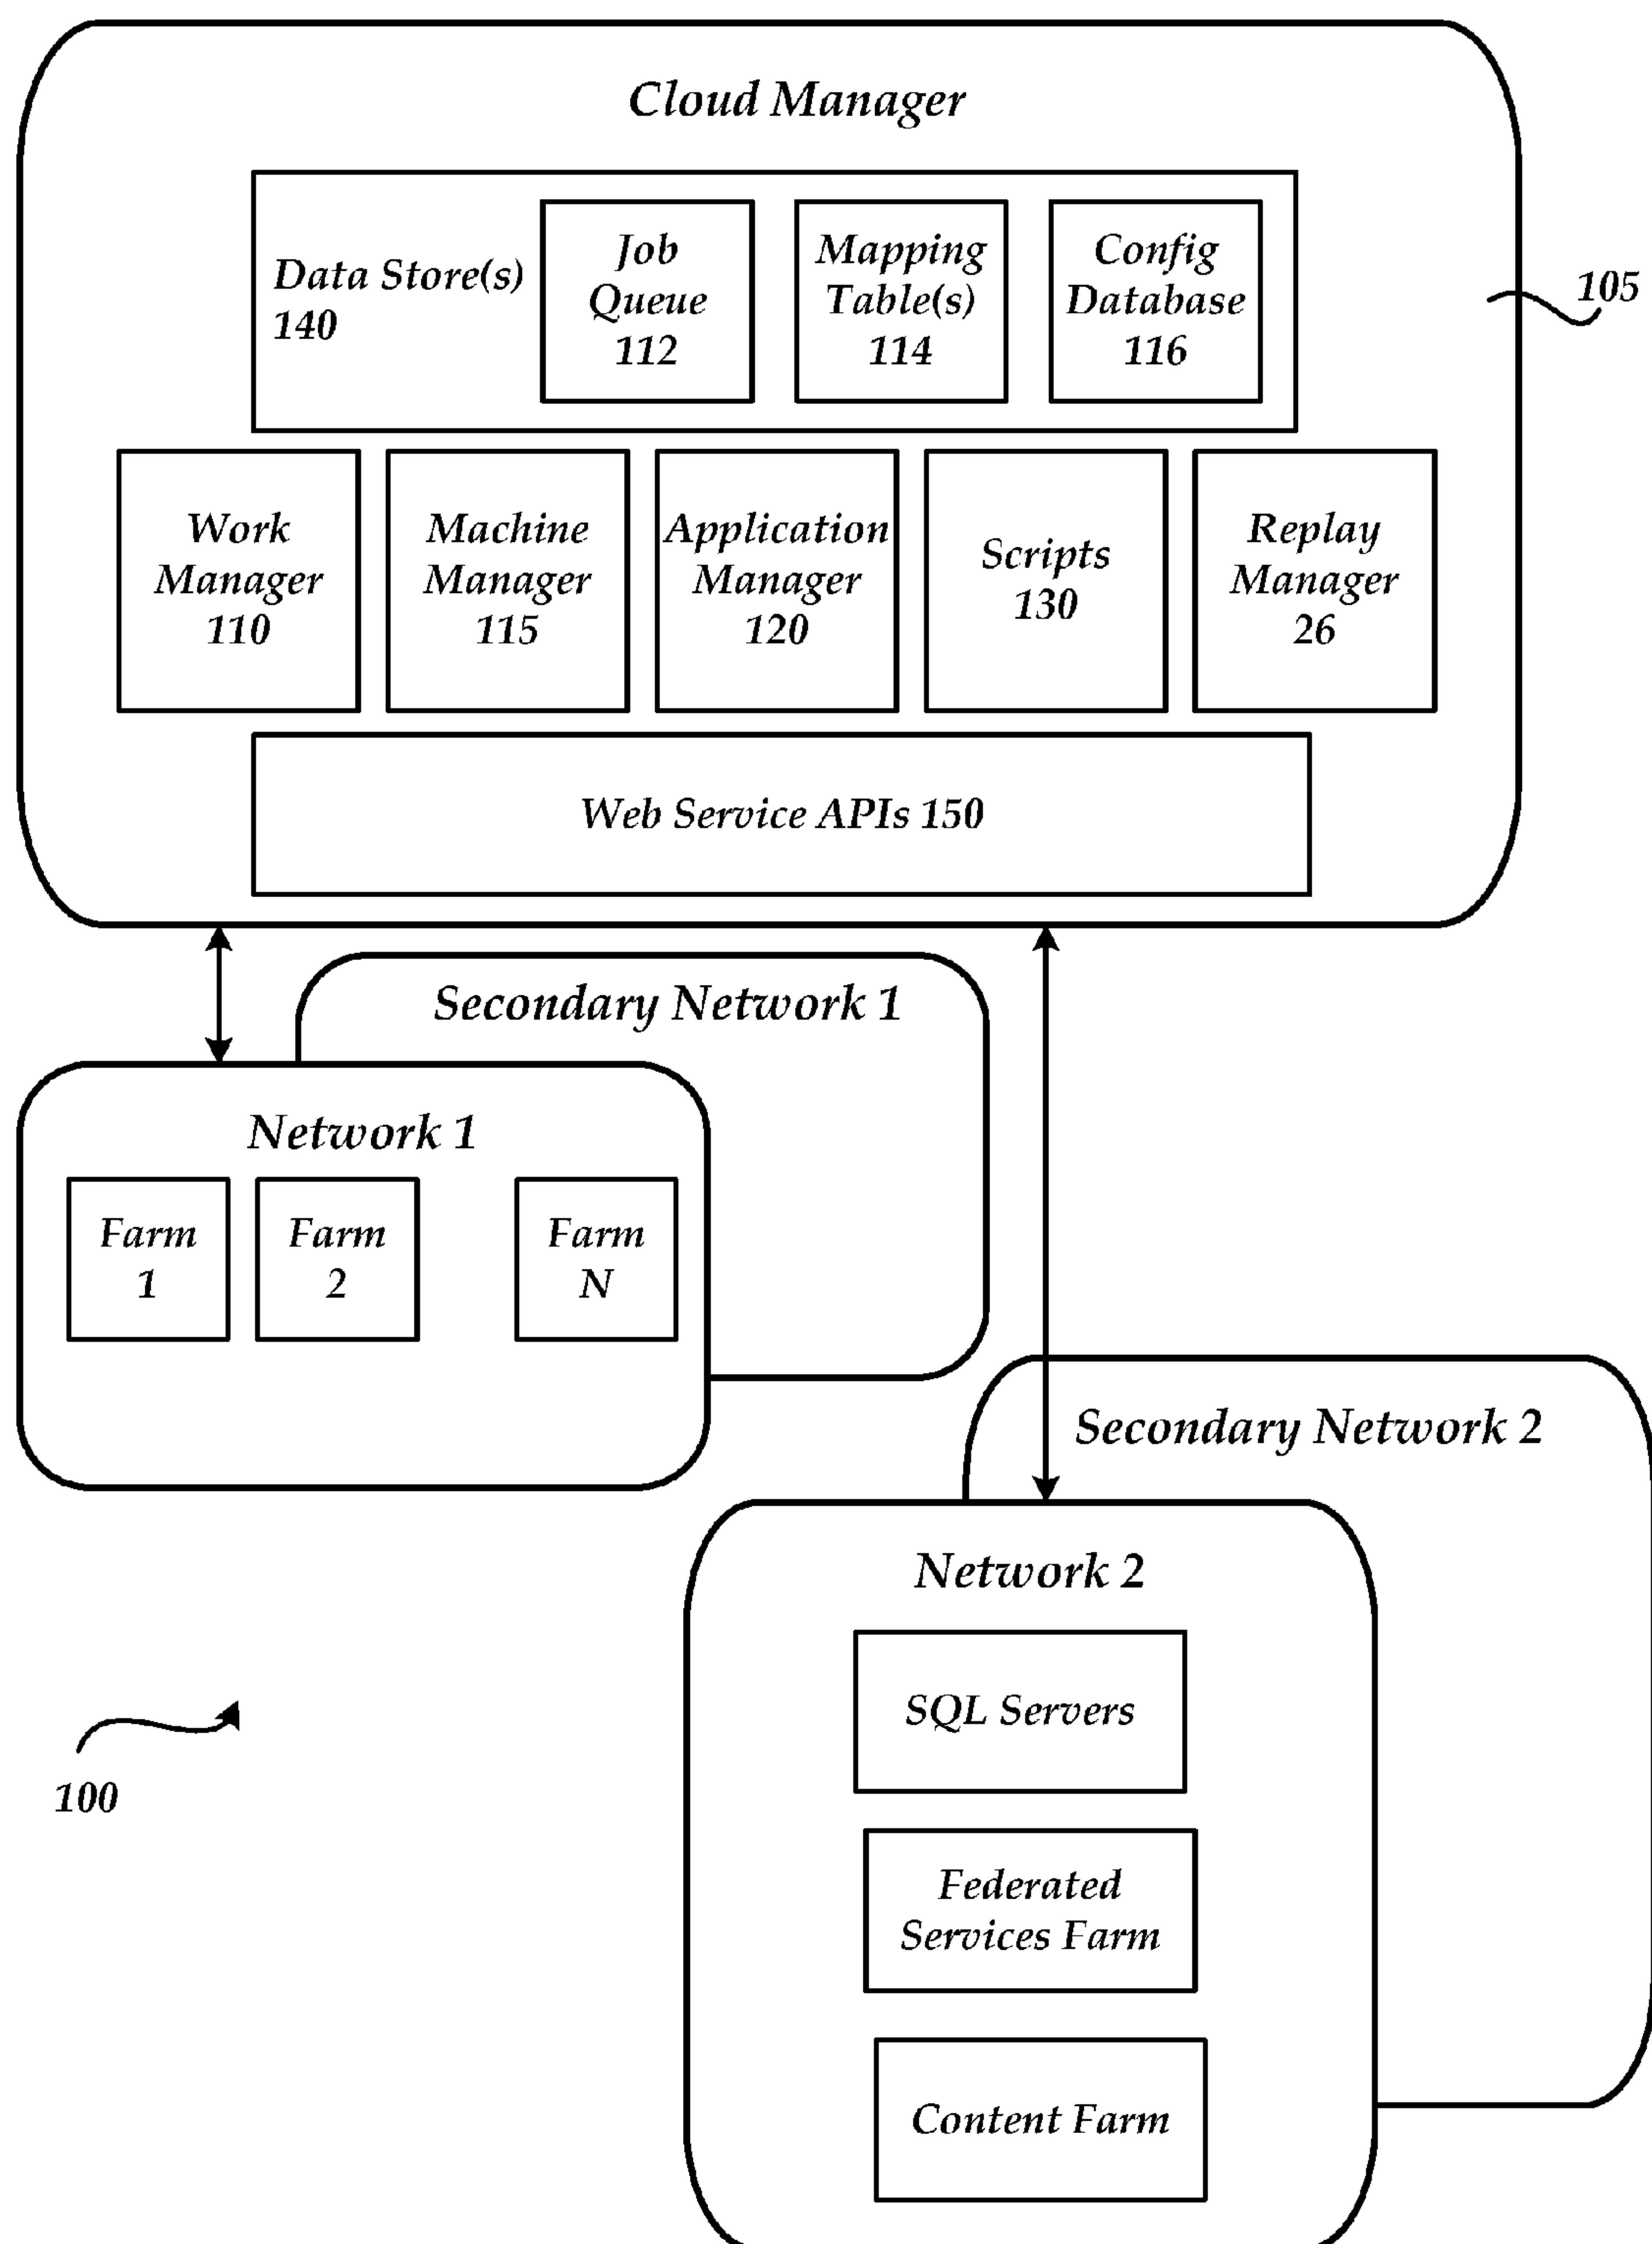 Cloud Manager
Data Store(s)
140
Job
Queue
112
Mapping
Table(s)
114
Config
Database
116
105
Work
Manager
110
Machine
Manager
115
Application
Manager
120
Scripts
130
Replay
Manager
26
Web Service APIs 150
Secondary Network 1
Network 1
Farm
1
Farm
2
Farm
N
Secondary Network 2
Network 2
SQL Servers
Federated
Services Farm
Content Farm
100